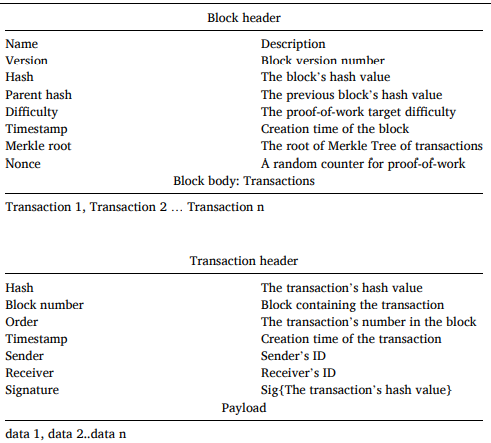 Block header
Name Description
Version Block version number
Hash The block's hash value
Parent hash The previous block's hash value
Difficulty The proof-of-work target difficulty
Timestamp Creation time of the block
Merkle root The root of Merkle Tree of transactions
Nonce A random counter for proof-of-work
Block body: Transactions
Transaction 1, Transaction 2 … Transaction n
Transaction header
Hash The transaction's hash value
Block number Block containing the transaction
Order The transaction's number in the block
Timestamp Creation time of the transaction
Sender Sender's ID
Receiver Receiver's ID
Signature Sig{The transaction's hash value}
Payload
data 1, data 2..data n